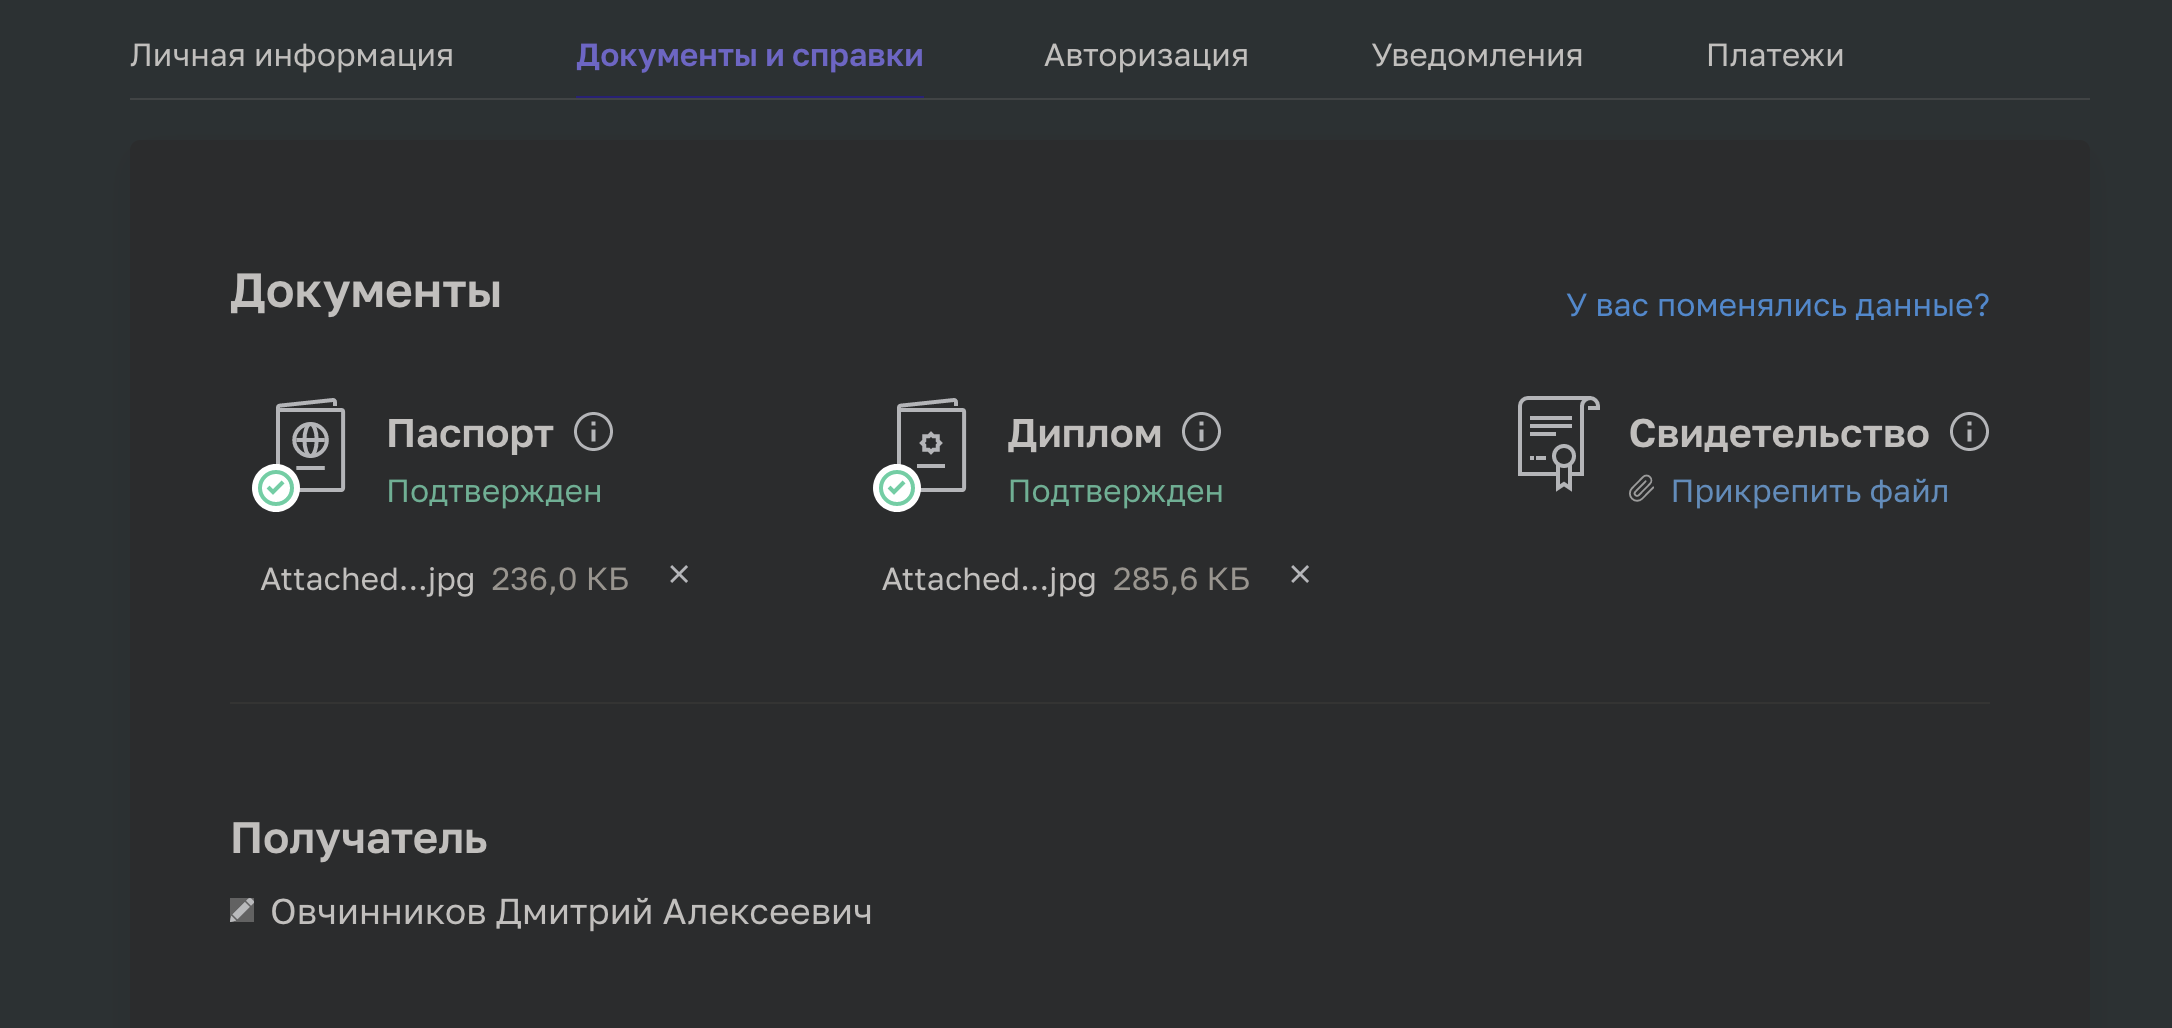 Личная информация Документы и справки Авторизация Уведомления Платежи
Документы
У вас поменялись данные?
Паспорт
Подтвержден
Attached...jpg 236,0 КБ
Диплом
Подтвержден
Attached...jpg 285,6 КБ
Свидетельство
Прикрепить файл
Получатель
Овчинников Дмитрий Алексеевич